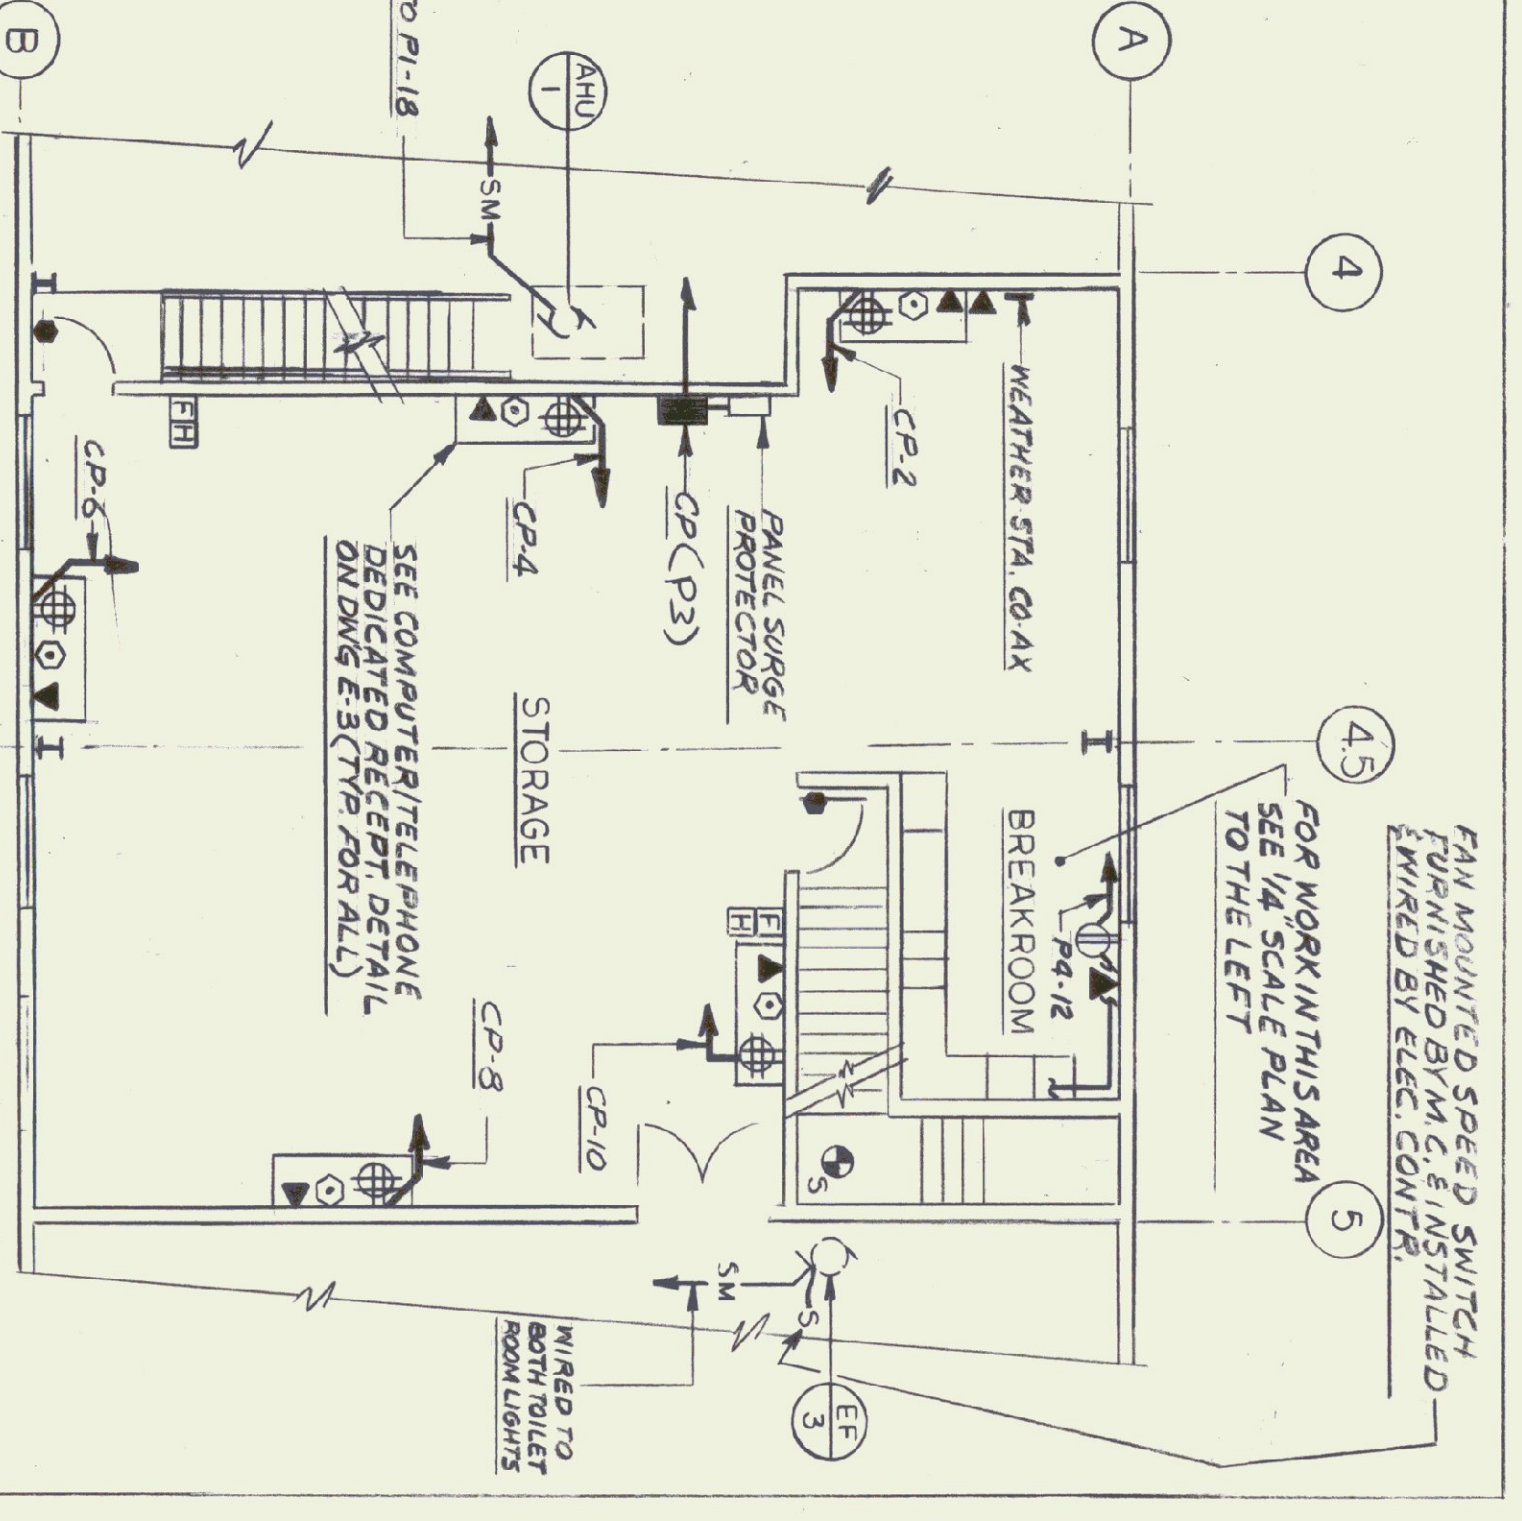 FAN MOUNTED SPEED SWITCH
FURNISHED BY M.C. & INSTALLED
& WIRED BY ELEC. CONTR.
4
4.5
5
FOR WORK IN THIS AREA
SEE 1/4" SCALE PLAN
TO THE LEFT
A
WEATHER STA. CO-AX
BREAKROOM
P9-12
CP-2
S
EF
3
S
PANEL SURGE
PROTECTOR
F
H
SM
CP(P3)
CP-10
WIRED TO
BOTH TOILET
ROOM LIGHTS
AHU
1
SM
CP-4
STORAGE
CP-8
TO P1-18
SEE COMPUTER/TELEPHONE
DEDICATED RECEPT. DETAIL
ON DWG E-3 (TYP. FOR ALL)
F
H
CP-6
B